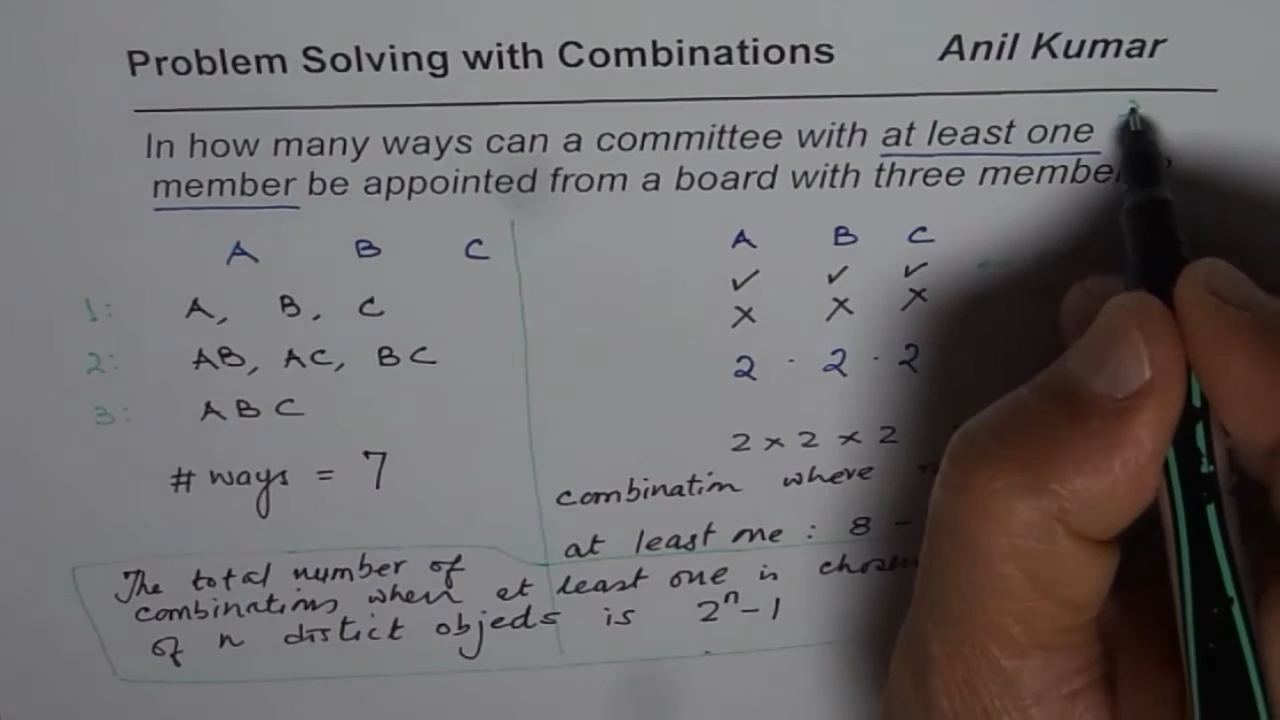 Problem Solving with Combinations Anil Kumar
In how many ways can a committee with at least one
member be appointed from a board with three
A B C
1: A, B, C
2: AB, AC, BC
3: ABC
# ways = 7
A B C
✓ ✓ ✓
× × ×
2 · 2 · 2
2 × 2 × 2
combination where
at least one : 8 -
The total number of
combinations when at least one is chosen
of n distict objects is 2ⁿ-1